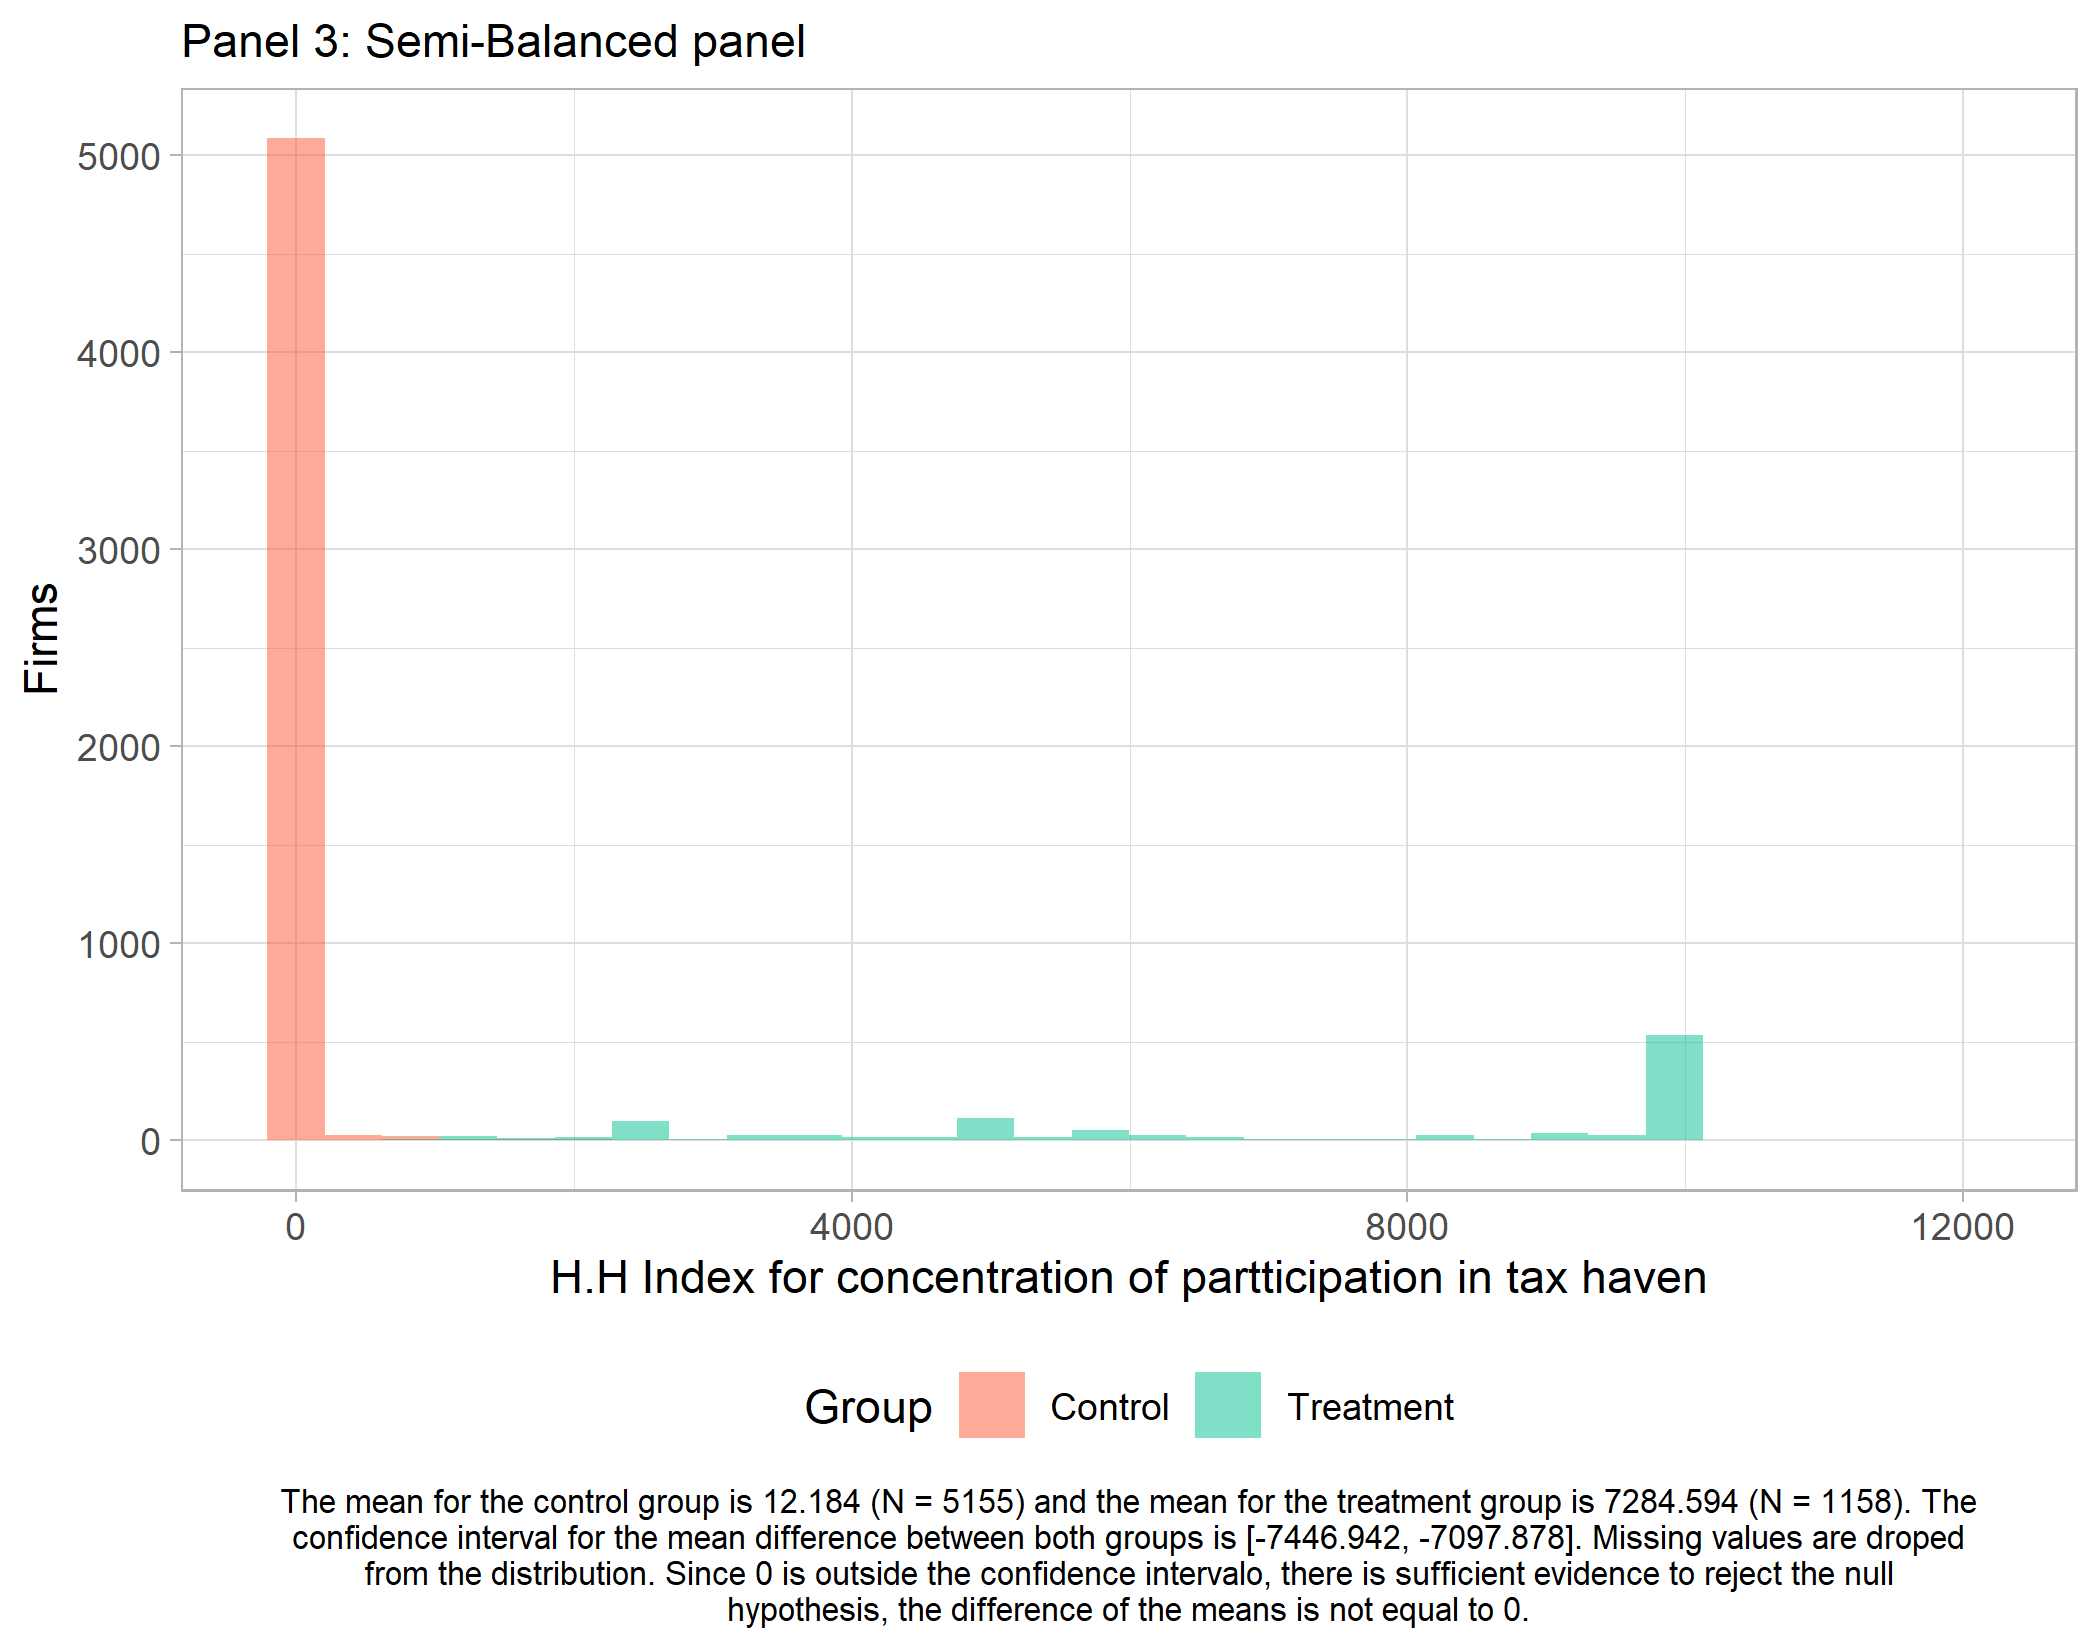 Panel 3: Semi-Balanced panel
5000
4000
3000
2000
1000
0
Firms
0 4000 8000 12000
H.H Index for concentration of partticipation in tax haven
Group Control Treatment
The mean for the control group is 12.184 (N = 5155) and the mean for the treatment group is 7284.594 (N = 1158). The
confidence interval for the mean difference between both groups is [-7446.942, -7097.878]. Missing values are droped
from the distribution. Since 0 is outside the confidence intervalo, there is sufficient evidence to reject the null
hypothesis, the difference of the means is not equal to 0.